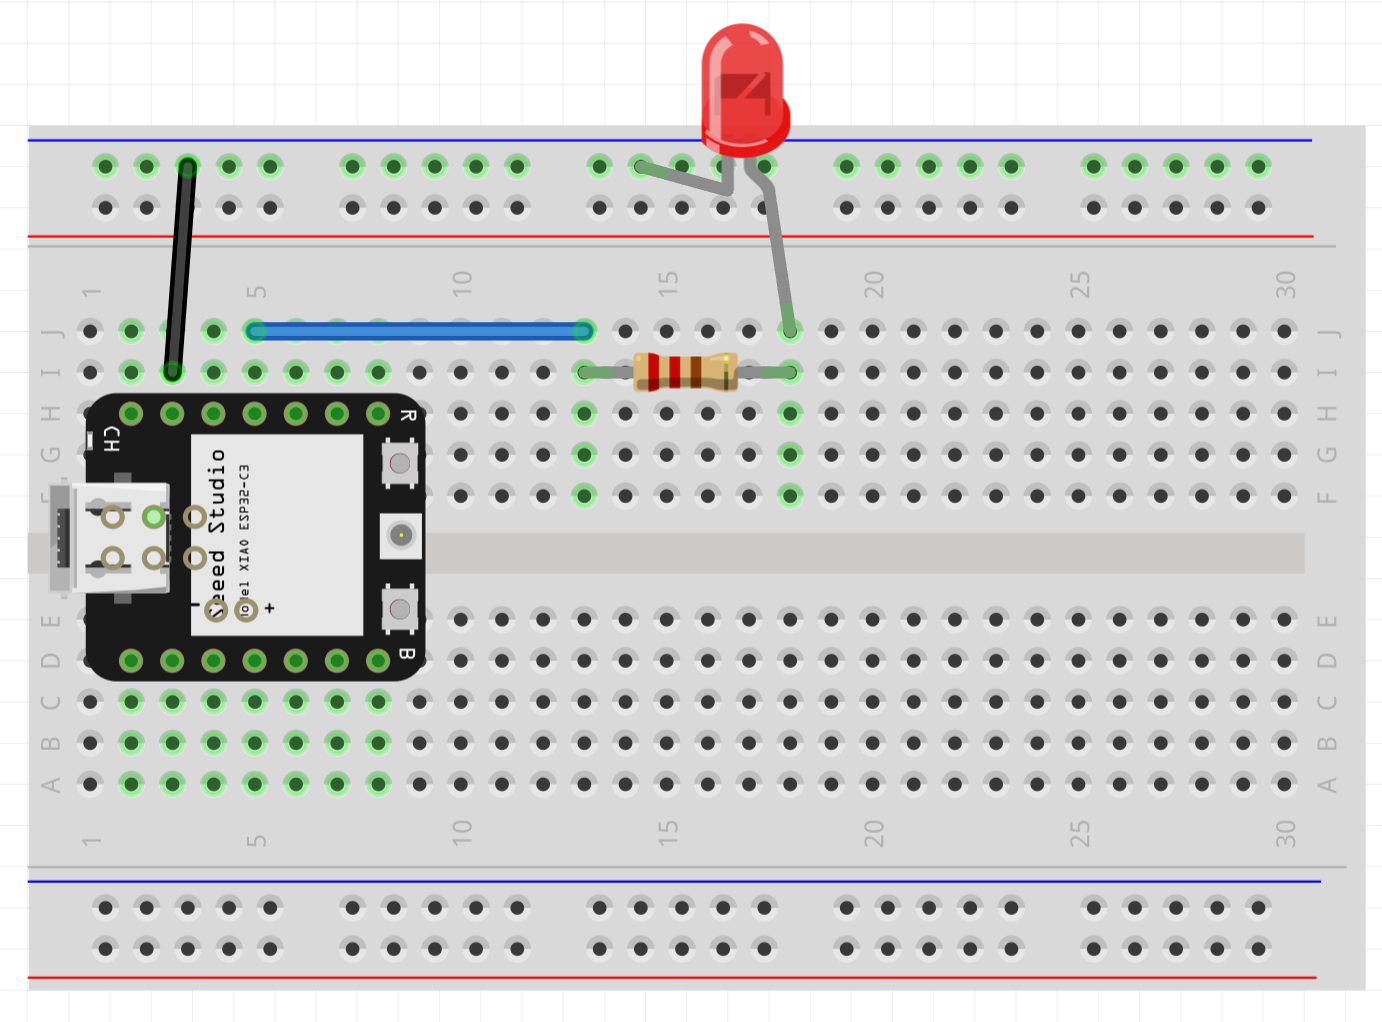 1 5 10 15 20 25 30
J J
I I
H R H
CH
G G
F F
Seeed Studio
XIAO ESP32-C3
- +
E E
D B D
C C
B B
A A
1 5 10 15 20 25 30